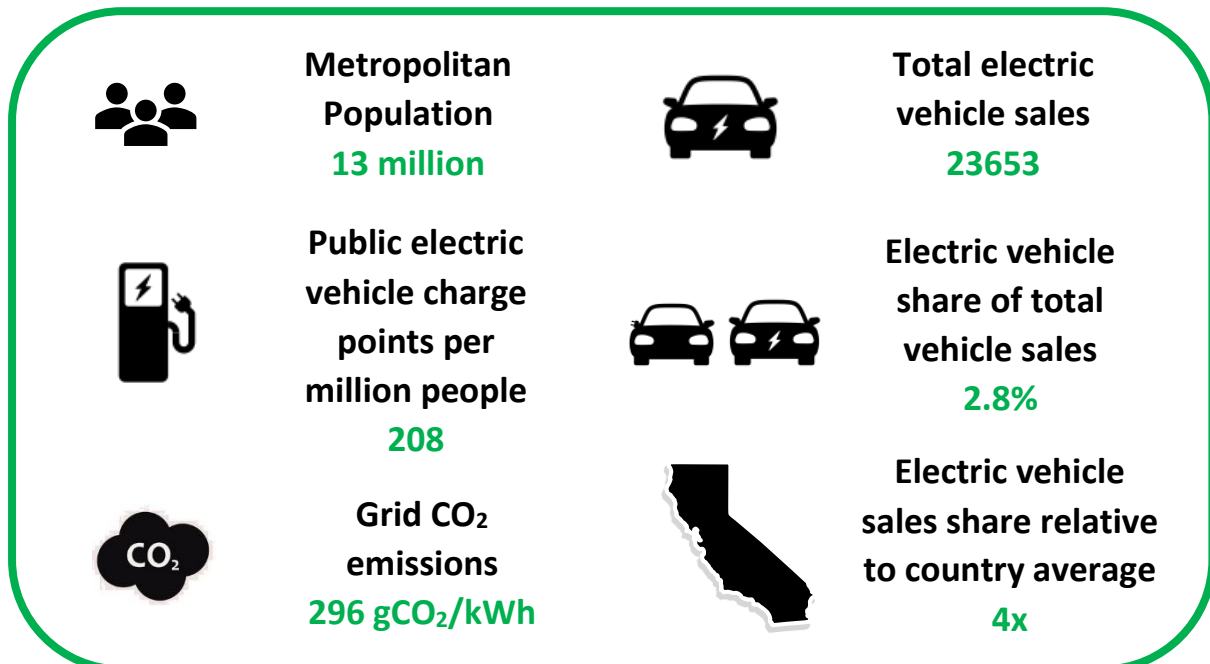 Metropolitan
Population
13 million
Total electric
vehicle sales
23653
Public electric
vehicle charge
points per
million people
208
Electric vehicle
share of total
vehicle sales
2.8%
CO₂
Grid CO₂
emissions
296 gCO₂/kWh
Electric vehicle
sales share relative
to country average
4x